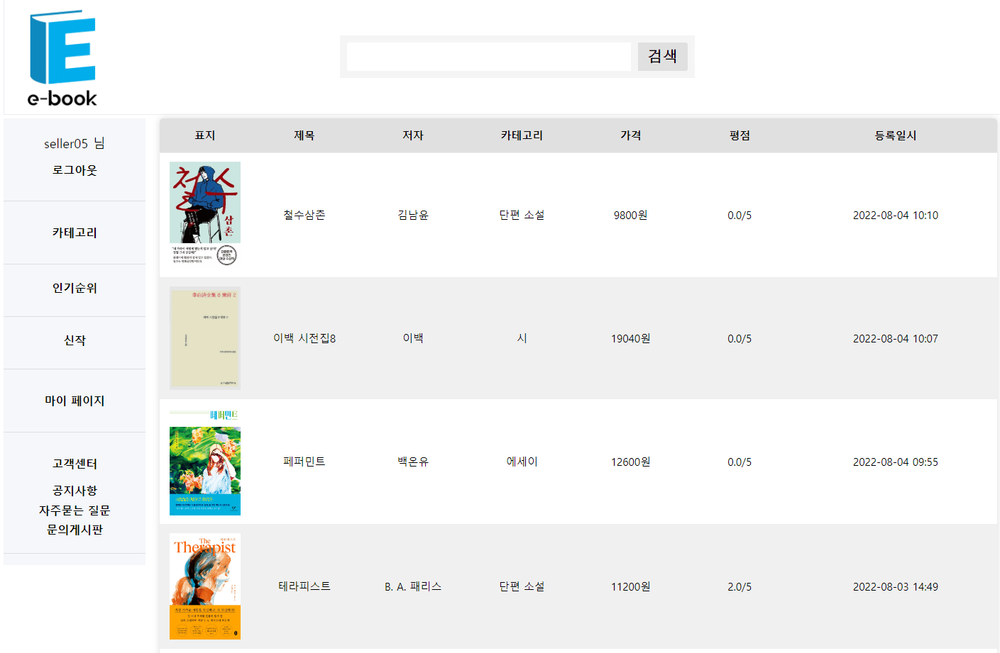 E
e-book
검색
seller05 님
로그아웃
카테고리
인기순위
신작
마이 페이지
고객센터
공지사항
자주묻는 질문
문의게시판
표지 제목 저자 카테고리 가격 평점 등록일시
철수
삼촌
철수삼촌 김남윤 단편 소설 9800원 0.0/5 2022-08-04 10:10
李白詩全集 8 樂府 2
이백 시전집8 이백 시 19040원 0.0/5 2022-08-04 10:07
페퍼민트
페퍼민트 백온유 에세이 12600원 0.0/5 2022-08-04 09:55
The
테라피스트
Therapist
테라피스트 B. A. 패리스 단편 소설 11200원 2.0/5 2022-08-03 14:49